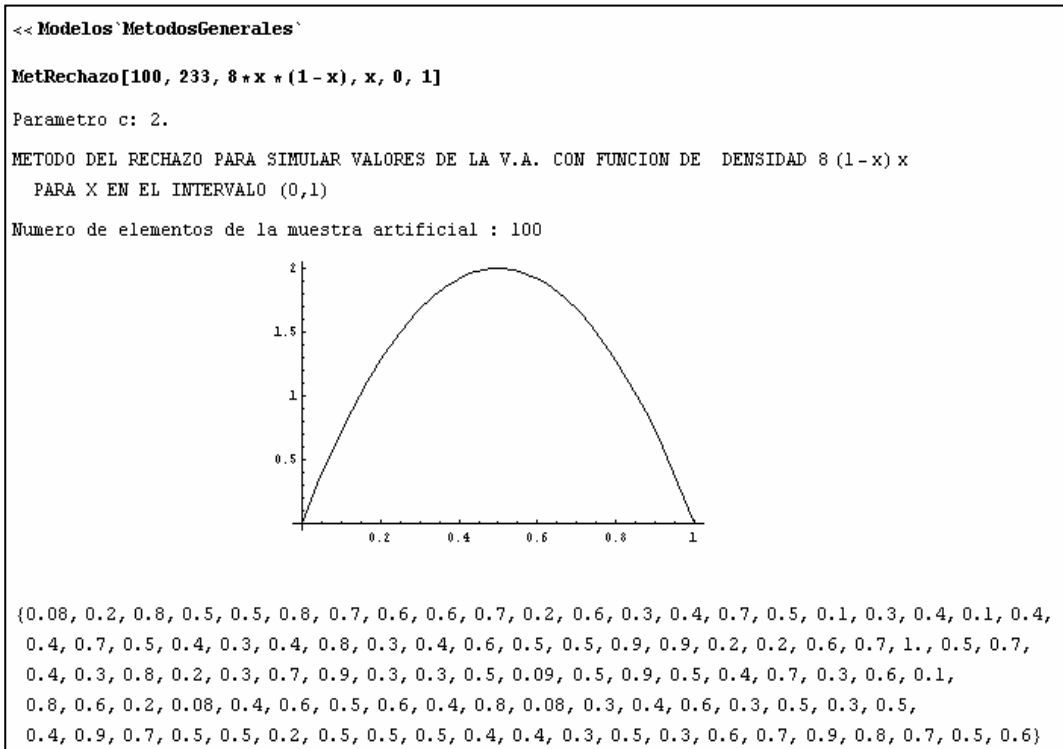 << Modelos`MetodosGenerales`
MetRechazo[100, 233, 8*x*(1-x), x, 0, 1]
Parametro c: 2.
METODO DEL RECHAZO PARA SIMULAR VALORES DE LA V.A. CON FUNCION DE  DENSIDAD 8 (1-x) x
PARA X EN EL INTERVALO (0,1)
Numero de elementos de la muestra artificial : 100
2
1.5
1
0.5
0.2 0.4 0.6 0.8 1
{0.08, 0.2, 0.8, 0.5, 0.5, 0.8, 0.7, 0.6, 0.6, 0.7, 0.2, 0.6, 0.3, 0.4, 0.7, 0.5, 0.1, 0.3, 0.4, 0.1, 0.4,
0.4, 0.7, 0.5, 0.4, 0.3, 0.4, 0.8, 0.3, 0.4, 0.6, 0.5, 0.5, 0.9, 0.9, 0.2, 0.2, 0.6, 0.7, 1., 0.5, 0.7,
0.4, 0.3, 0.8, 0.2, 0.3, 0.7, 0.9, 0.3, 0.3, 0.5, 0.09, 0.5, 0.9, 0.5, 0.4, 0.7, 0.3, 0.6, 0.1,
0.8, 0.6, 0.2, 0.08, 0.4, 0.6, 0.5, 0.6, 0.4, 0.8, 0.08, 0.3, 0.4, 0.6, 0.3, 0.5, 0.3, 0.5,
0.4, 0.9, 0.7, 0.5, 0.5, 0.2, 0.5, 0.5, 0.5, 0.4, 0.4, 0.3, 0.5, 0.3, 0.6, 0.7, 0.9, 0.8, 0.7, 0.5, 0.6}